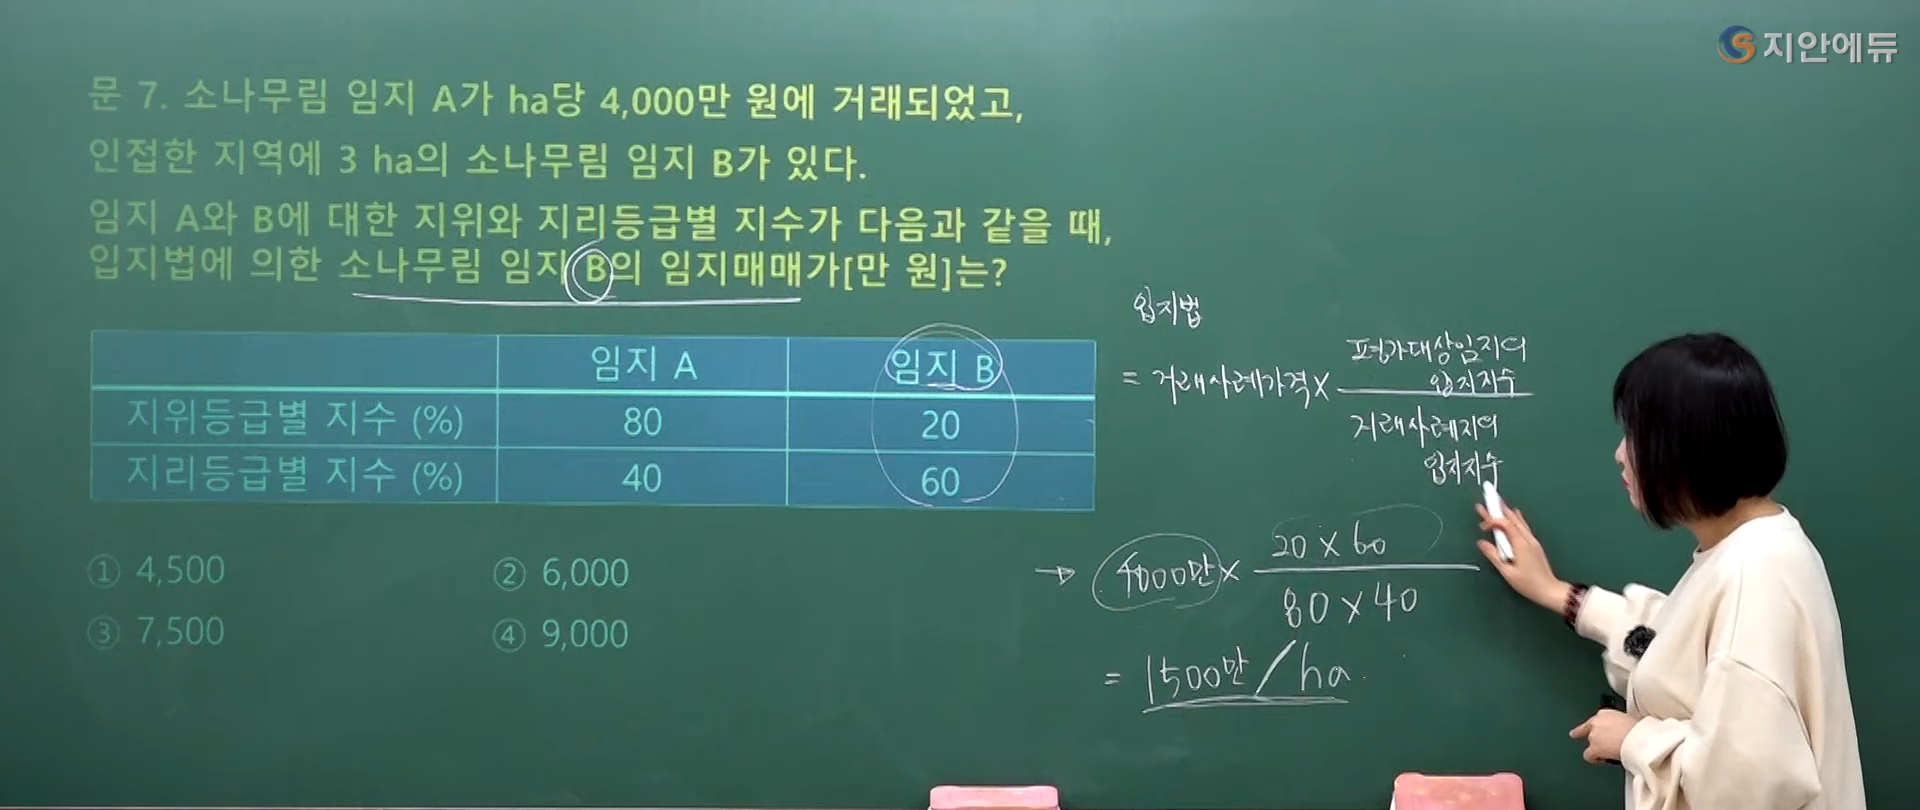 지안에듀
문 7. 소나무림 임지 A가 ha당 4,000만 원에 거래되었고,
인접한 지역에 3 ha의 소나무림 임지 B가 있다.
임지 A와 B에 대한 지위와 지리등급별 지수가 다음과 같을 때,
입지법에 의한 소나무림 임지 B의 임지매매가[만 원]는?
임지 A 임지 B
지위등급별 지수 (%) 80 20
지리등급별 지수 (%) 40 60
① 4,500 ② 6,000
③ 7,500 ④ 9,000
입지법
평가대상임지의
입지지수
= 거래사례가격 ×
거래사례지의
입지지수
20 × 60
→ 4000만 ×
80 × 40
= 1500만 / ha